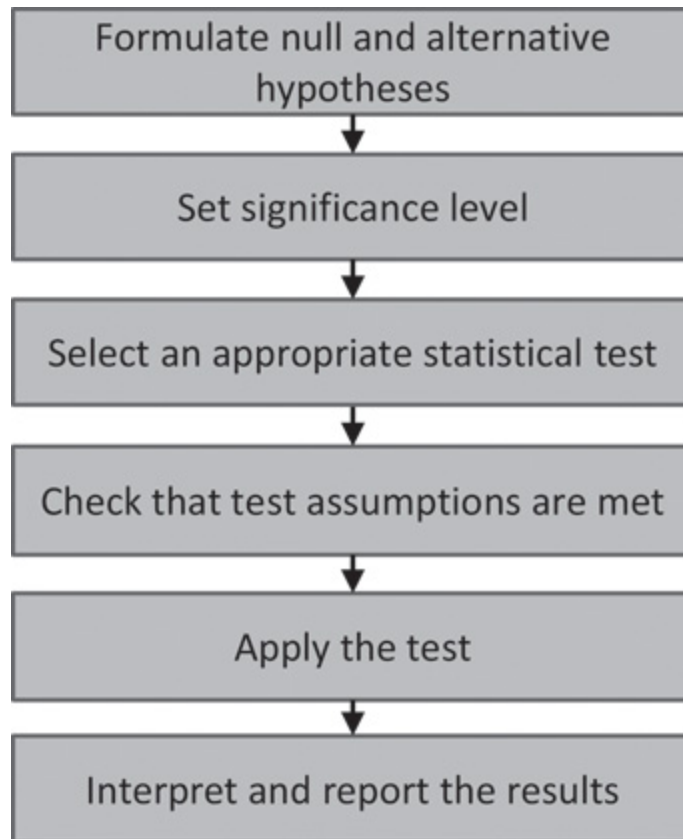 Formulate null and alternative
hypotheses
Set significance level
Select an appropriate statistical test
Check that test assumptions are met
Apply the test
Interpret and report the results